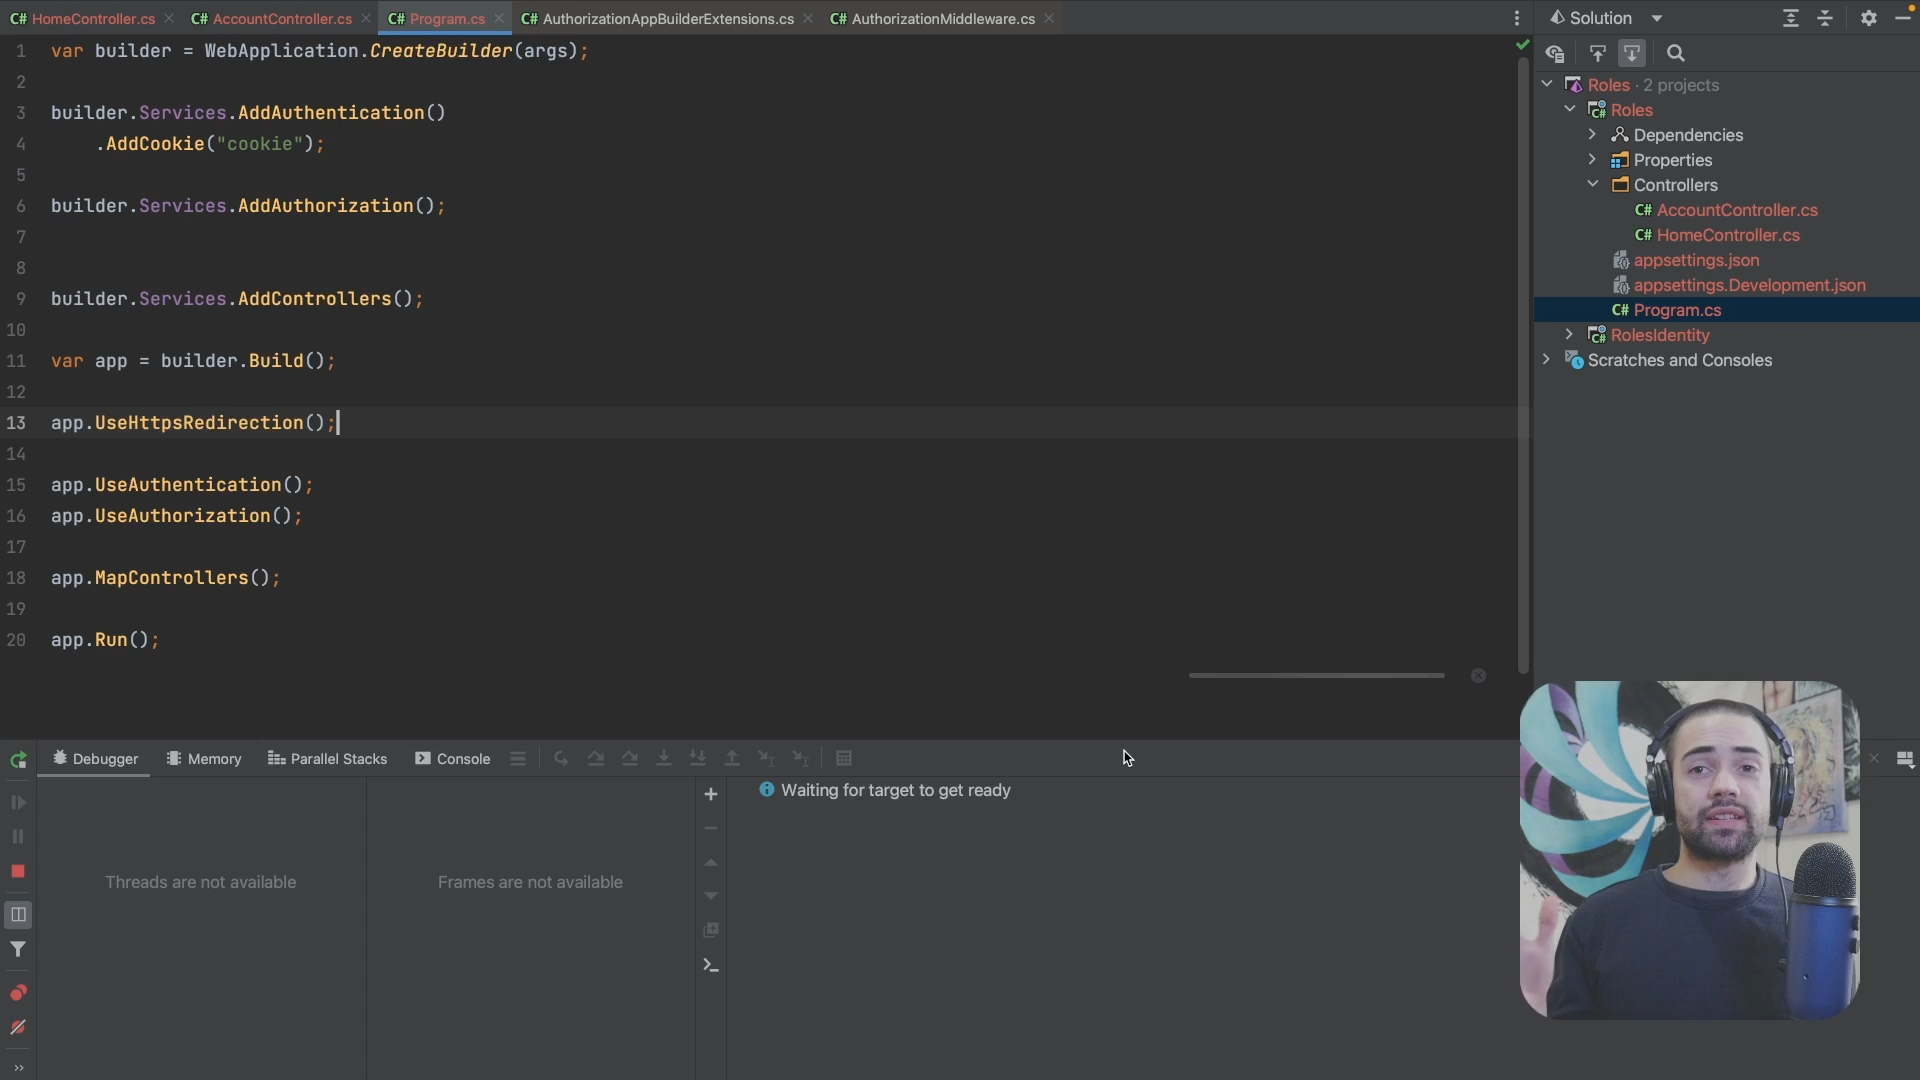 C# HomeController.cs
C# AccountController.cs
C# Program.cs
C# AuthorizationAppBuilderExtensions.cs
C# AuthorizationMiddleware.cs
1 var builder = WebApplication.CreateBuilder(args);
2
3 builder.Services.AddAuthentication()
4 .AddCookie("cookie");
5
6 builder.Services.AddAuthorization();
7
8
9 builder.Services.AddControllers();
10
11 var app = builder.Build();
12
13 app.UseHttpsRedirection();
14
15 app.UseAuthentication();
16 app.UseAuthorization();
17
18 app.MapControllers();
19
20 app.Run();
Solution
Roles · 2 projects
C# Roles
Dependencies
Properties
Controllers
C# AccountController.cs
C# HomeController.cs
appsettings.json
appsettings.Development.json
C# Program.cs
C# RolesIdentity
Scratches and Consoles
Debugger
Memory
Parallel Stacks
Console
Threads are not available
Frames are not available
Waiting for target to get ready